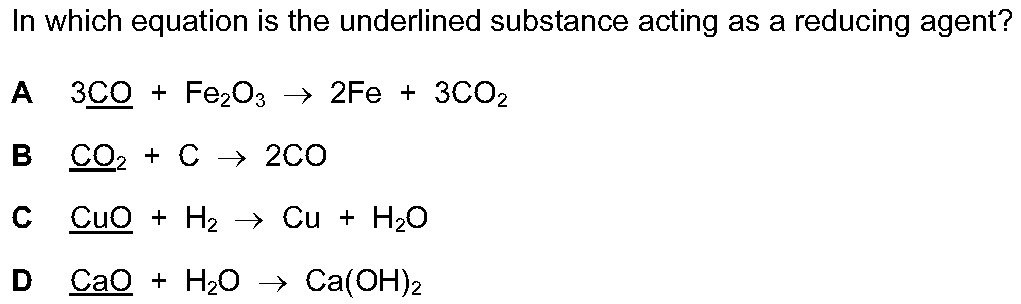 In which equation is the underlined substance acting as a reducing agent?
A 3CO + Fe₂O₃ → 2Fe + 3CO₂
B CO₂ + C → 2CO
C CuO + H₂ → Cu + H₂O
D CaO + H₂O → Ca(OH)₂